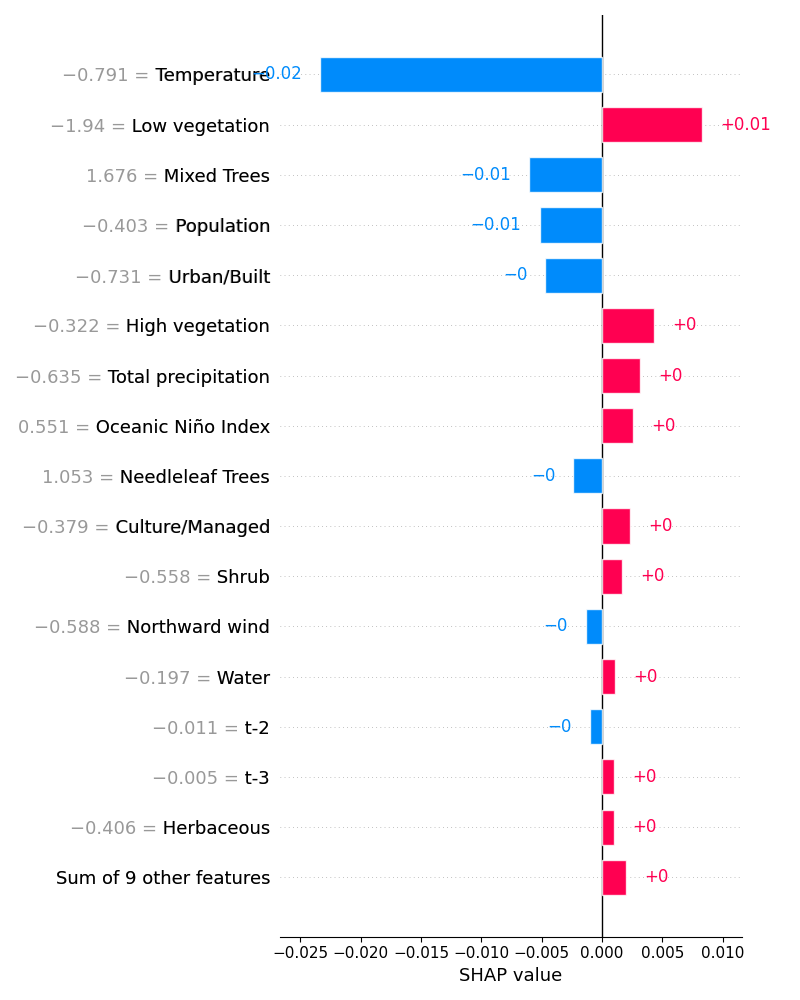 −0.791 = Temperature −0.02
−1.94 = Low vegetation +0.01
1.676 = Mixed Trees −0.01
−0.403 = Population −0.01
−0.731 = Urban/Built −0
−0.322 = High vegetation +0
−0.635 = Total precipitation +0
0.551 = Oceanic Niño Index +0
1.053 = Needleleaf Trees −0
−0.379 = Culture/Managed +0
−0.558 = Shrub +0
−0.588 = Northward wind −0
−0.197 = Water +0
−0.011 = t-2 −0
−0.005 = t-3 +0
−0.406 = Herbaceous +0
Sum of 9 other features +0
−0.025 −0.020 −0.015 −0.010 −0.005 0.000 0.005 0.010
SHAP value